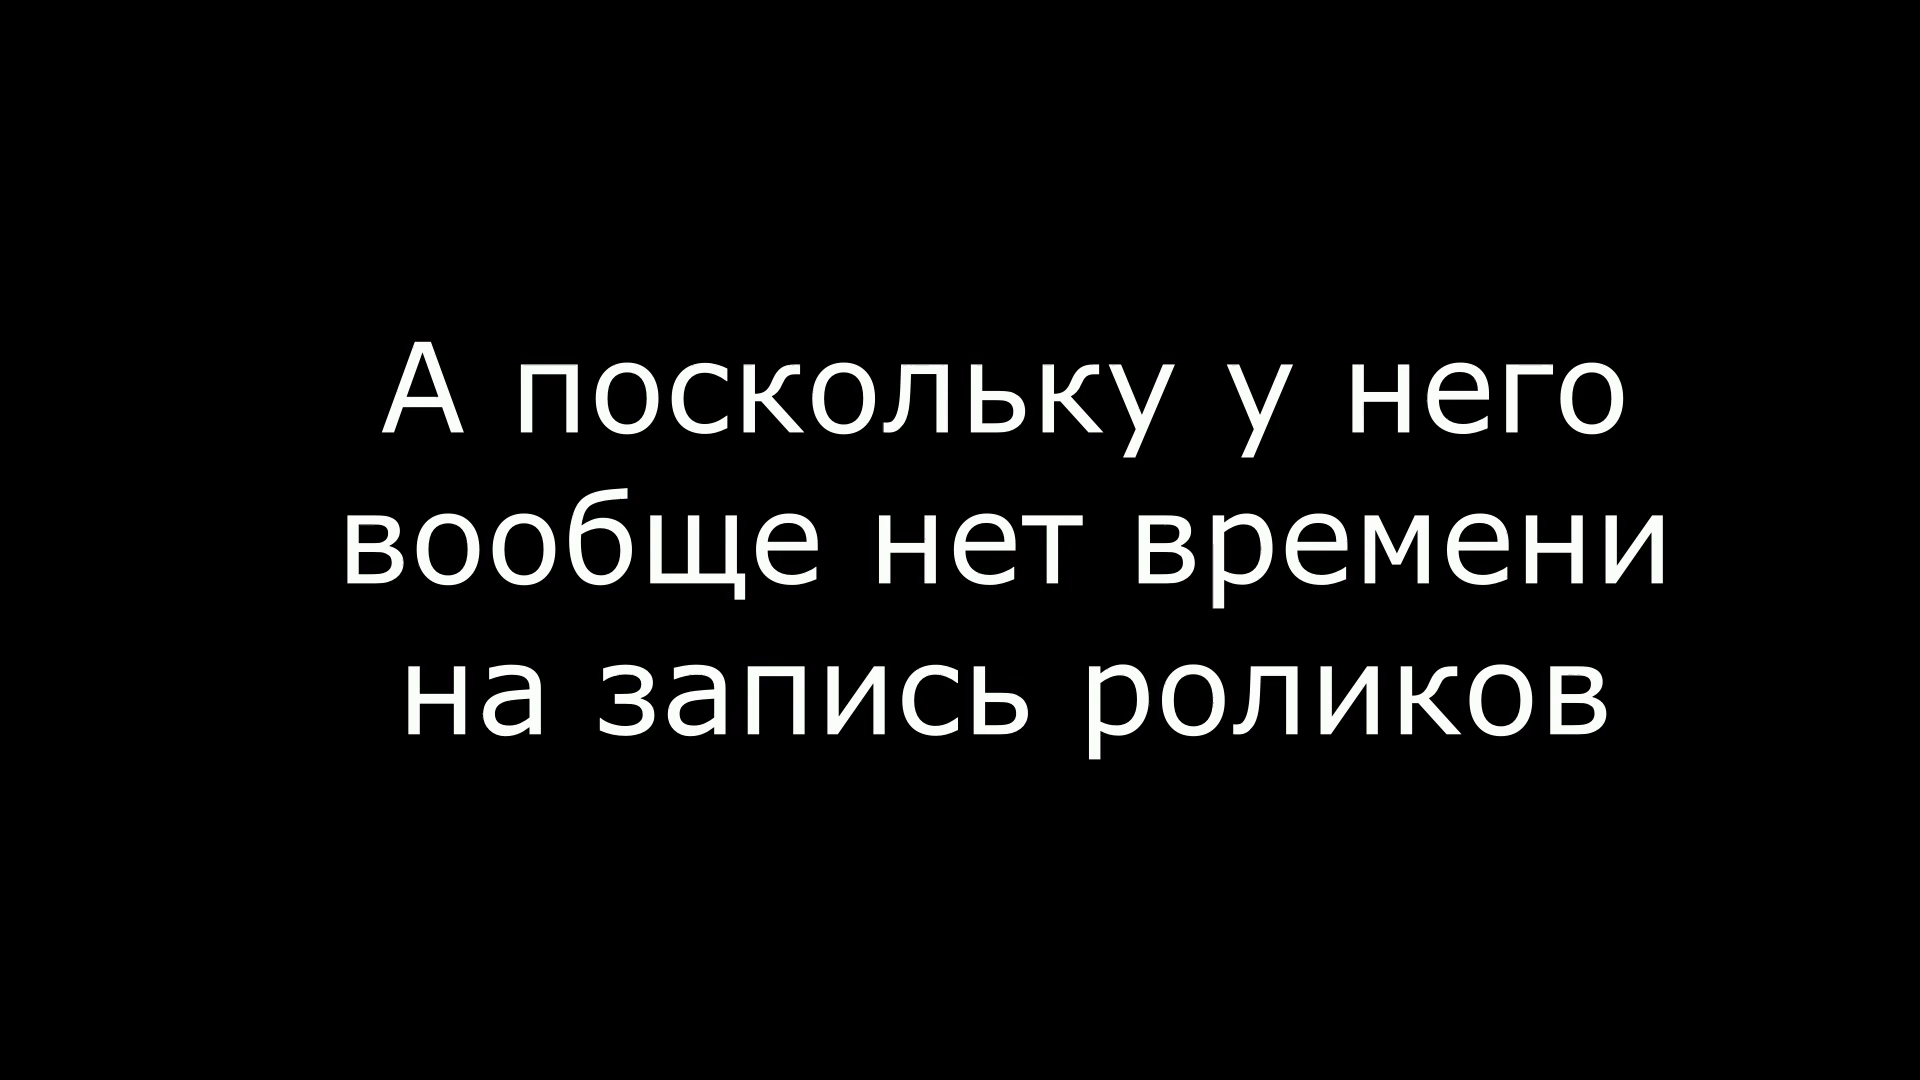 А поскольку у него
вообще нет времени
на запись роликов